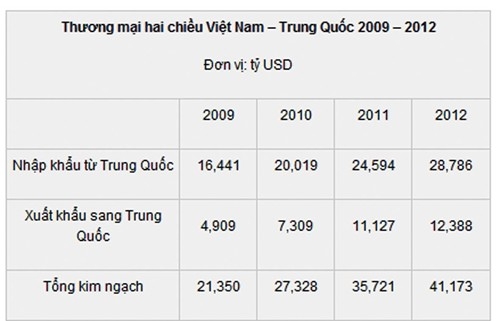 Thương mại hai chiều Việt Nam – Trung Quốc 2009 – 2012
Đơn vị: tỷ USD
2009 2010 2011 2012
Nhập khẩu từ Trung Quốc 16,441 20,019 24,594 28,786
Xuất khẩu sang Trung
Quốc 4,909 7,309 11,127 12,388
Tổng kim ngạch 21,350 27,328 35,721 41,173